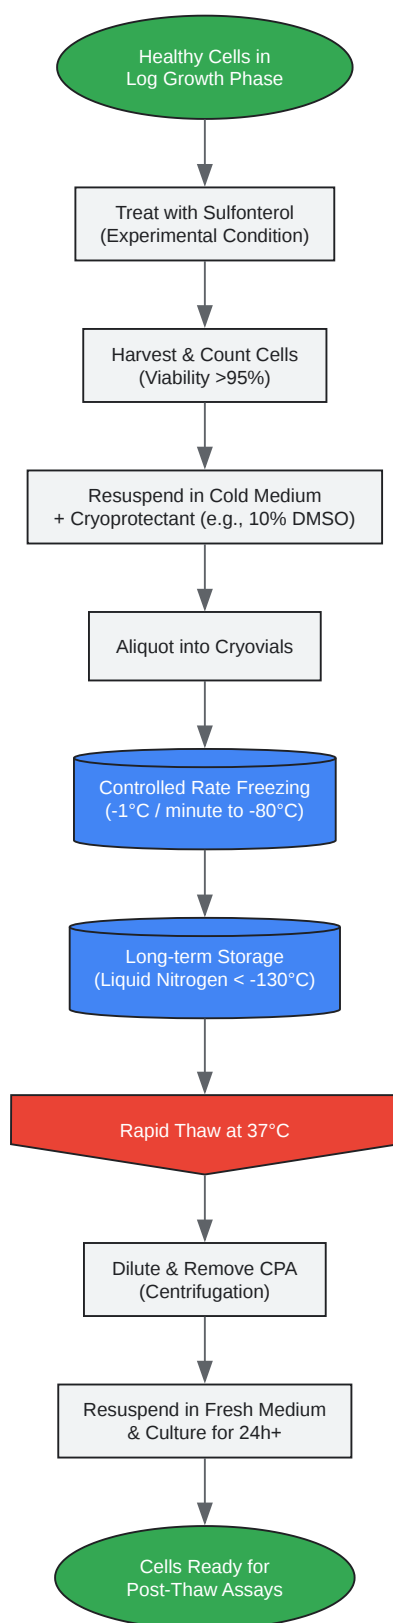 Healthy Cells in
Log Growth Phase
Treat with Sulfonterol
(Experimental Condition)
Harvest & Count Cells
(Viability >95%)
Resuspend in Cold Medium
+ Cryoprotectant (e.g., 10% DMSO)
Aliquot into Cryovials
Controlled Rate Freezing
(-1°C / minute to -80°C)
Long-term Storage
(Liquid Nitrogen < -130°C)
Rapid Thaw at 37°C
Dilute & Remove CPA
(Centrifugation)
Resuspend in Fresh Medium
& Culture for 24h+
Cells Ready for
Post-Thaw Assays